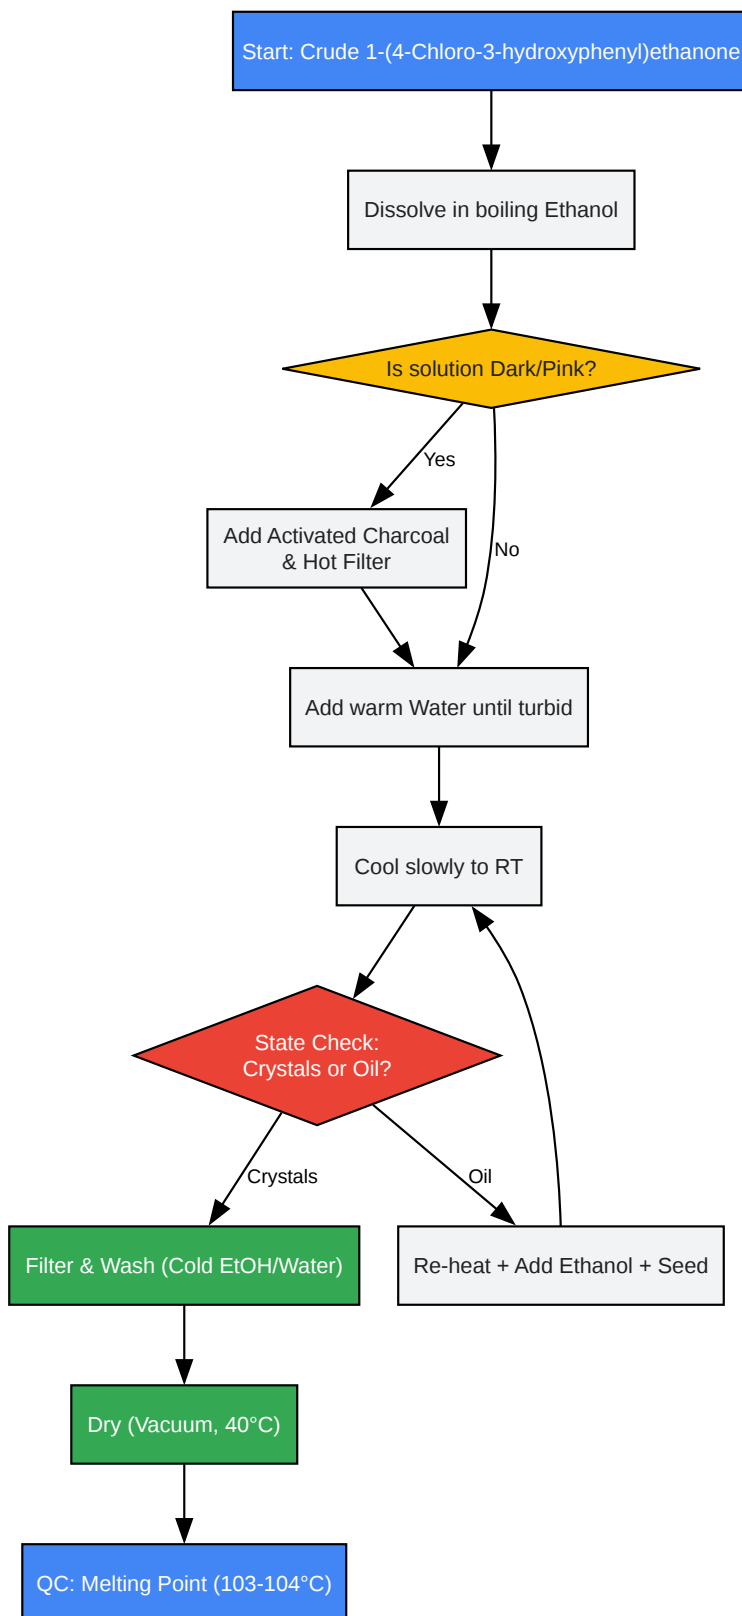 Start: Crude 1-(4-Chloro-3-hydroxyphenyl)ethanone
Dissolve in boiling Ethanol
Is solution Dark/Pink?
Yes
Add Activated Charcoal
& Hot Filter
No
Add warm Water until turbid
Cool slowly to RT
State Check:
Crystals or Oil?
Crystals
Oil
Filter & Wash (Cold EtOH/Water)
Re-heat + Add Ethanol + Seed
Dry (Vacuum, 40°C)
QC: Melting Point (103-104°C)